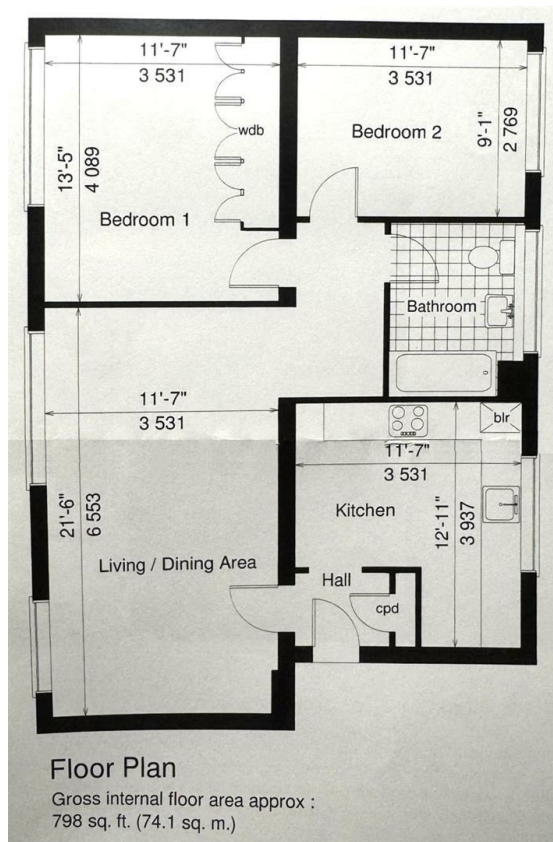 11'-7"
3 531
11'-7"
3 531
wdb
Bedroom 2
9'-1"
2 769
13'-5"
4 089
Bedroom 1
Bathroom
11'-7"
3 531
blr
11'-7"
3 531
Kitchen
12'-11"
3 937
21'-6"
6 553
Living / Dining Area
Hall
cpd
Floor Plan
Gross internal floor area approx :
798 sq. ft. (74.1 sq. m.)